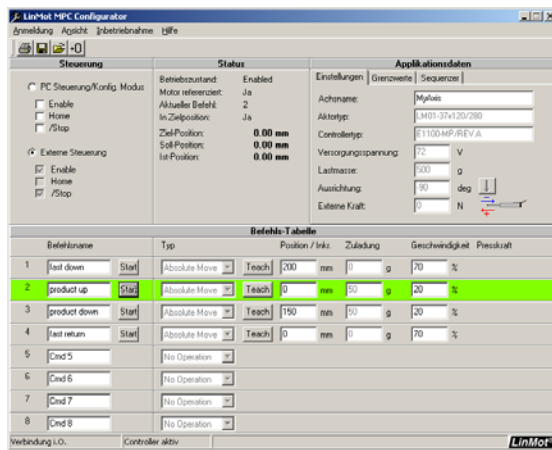 LinMot MPC Configurator
Anmeldung Ansicht Inbetriebnahme Hilfe
Steuerung
PC Steuerung/Konfig. Modus
Enable
Home
/Stop
Externe Steuerung
Enable
Home
/Stop
Status
Betriebszustand: Enabled
Motor referenziert: Ja
Aktueller Befehl: 2
In Zielposition: Ja
Ziel-Position: 0.00 mm
Soll-Position: 0.00 mm
Ist-Position: 0.00 mm
Applikationsdaten
Einstellungen Grenzwerte Sequenzer
Achsname: MyAxis
Aktortyp: LM01-37x120/280
Controllertyp: E1100-MP/REV.A
Versorgungsspannung: 72 V
Lastmasse: 500 g
Ausrichtung: -90 deg
Externe Kraft: 0 N
Befehls-Tabelle
Befehlsname Typ Position / Inkr. Zuladung Geschwindigkeit Presskraft
1 fast down Start Absolute Move Teach 200 mm 0 g 70 %
2 product up Start Absolute Move Teach 0 mm 50 g 20 %
3 product down Start Absolute Move Teach 150 mm 50 g 20 %
4 fast return Start Absolute Move Teach 0 mm 0 g 70 %
5 Cmd 5 No Operation
6 Cmd 6 No Operation
7 Cmd 7 No Operation
8 Cmd 8 No Operation
Verbindung i.O. Controller aktiv LinMot®